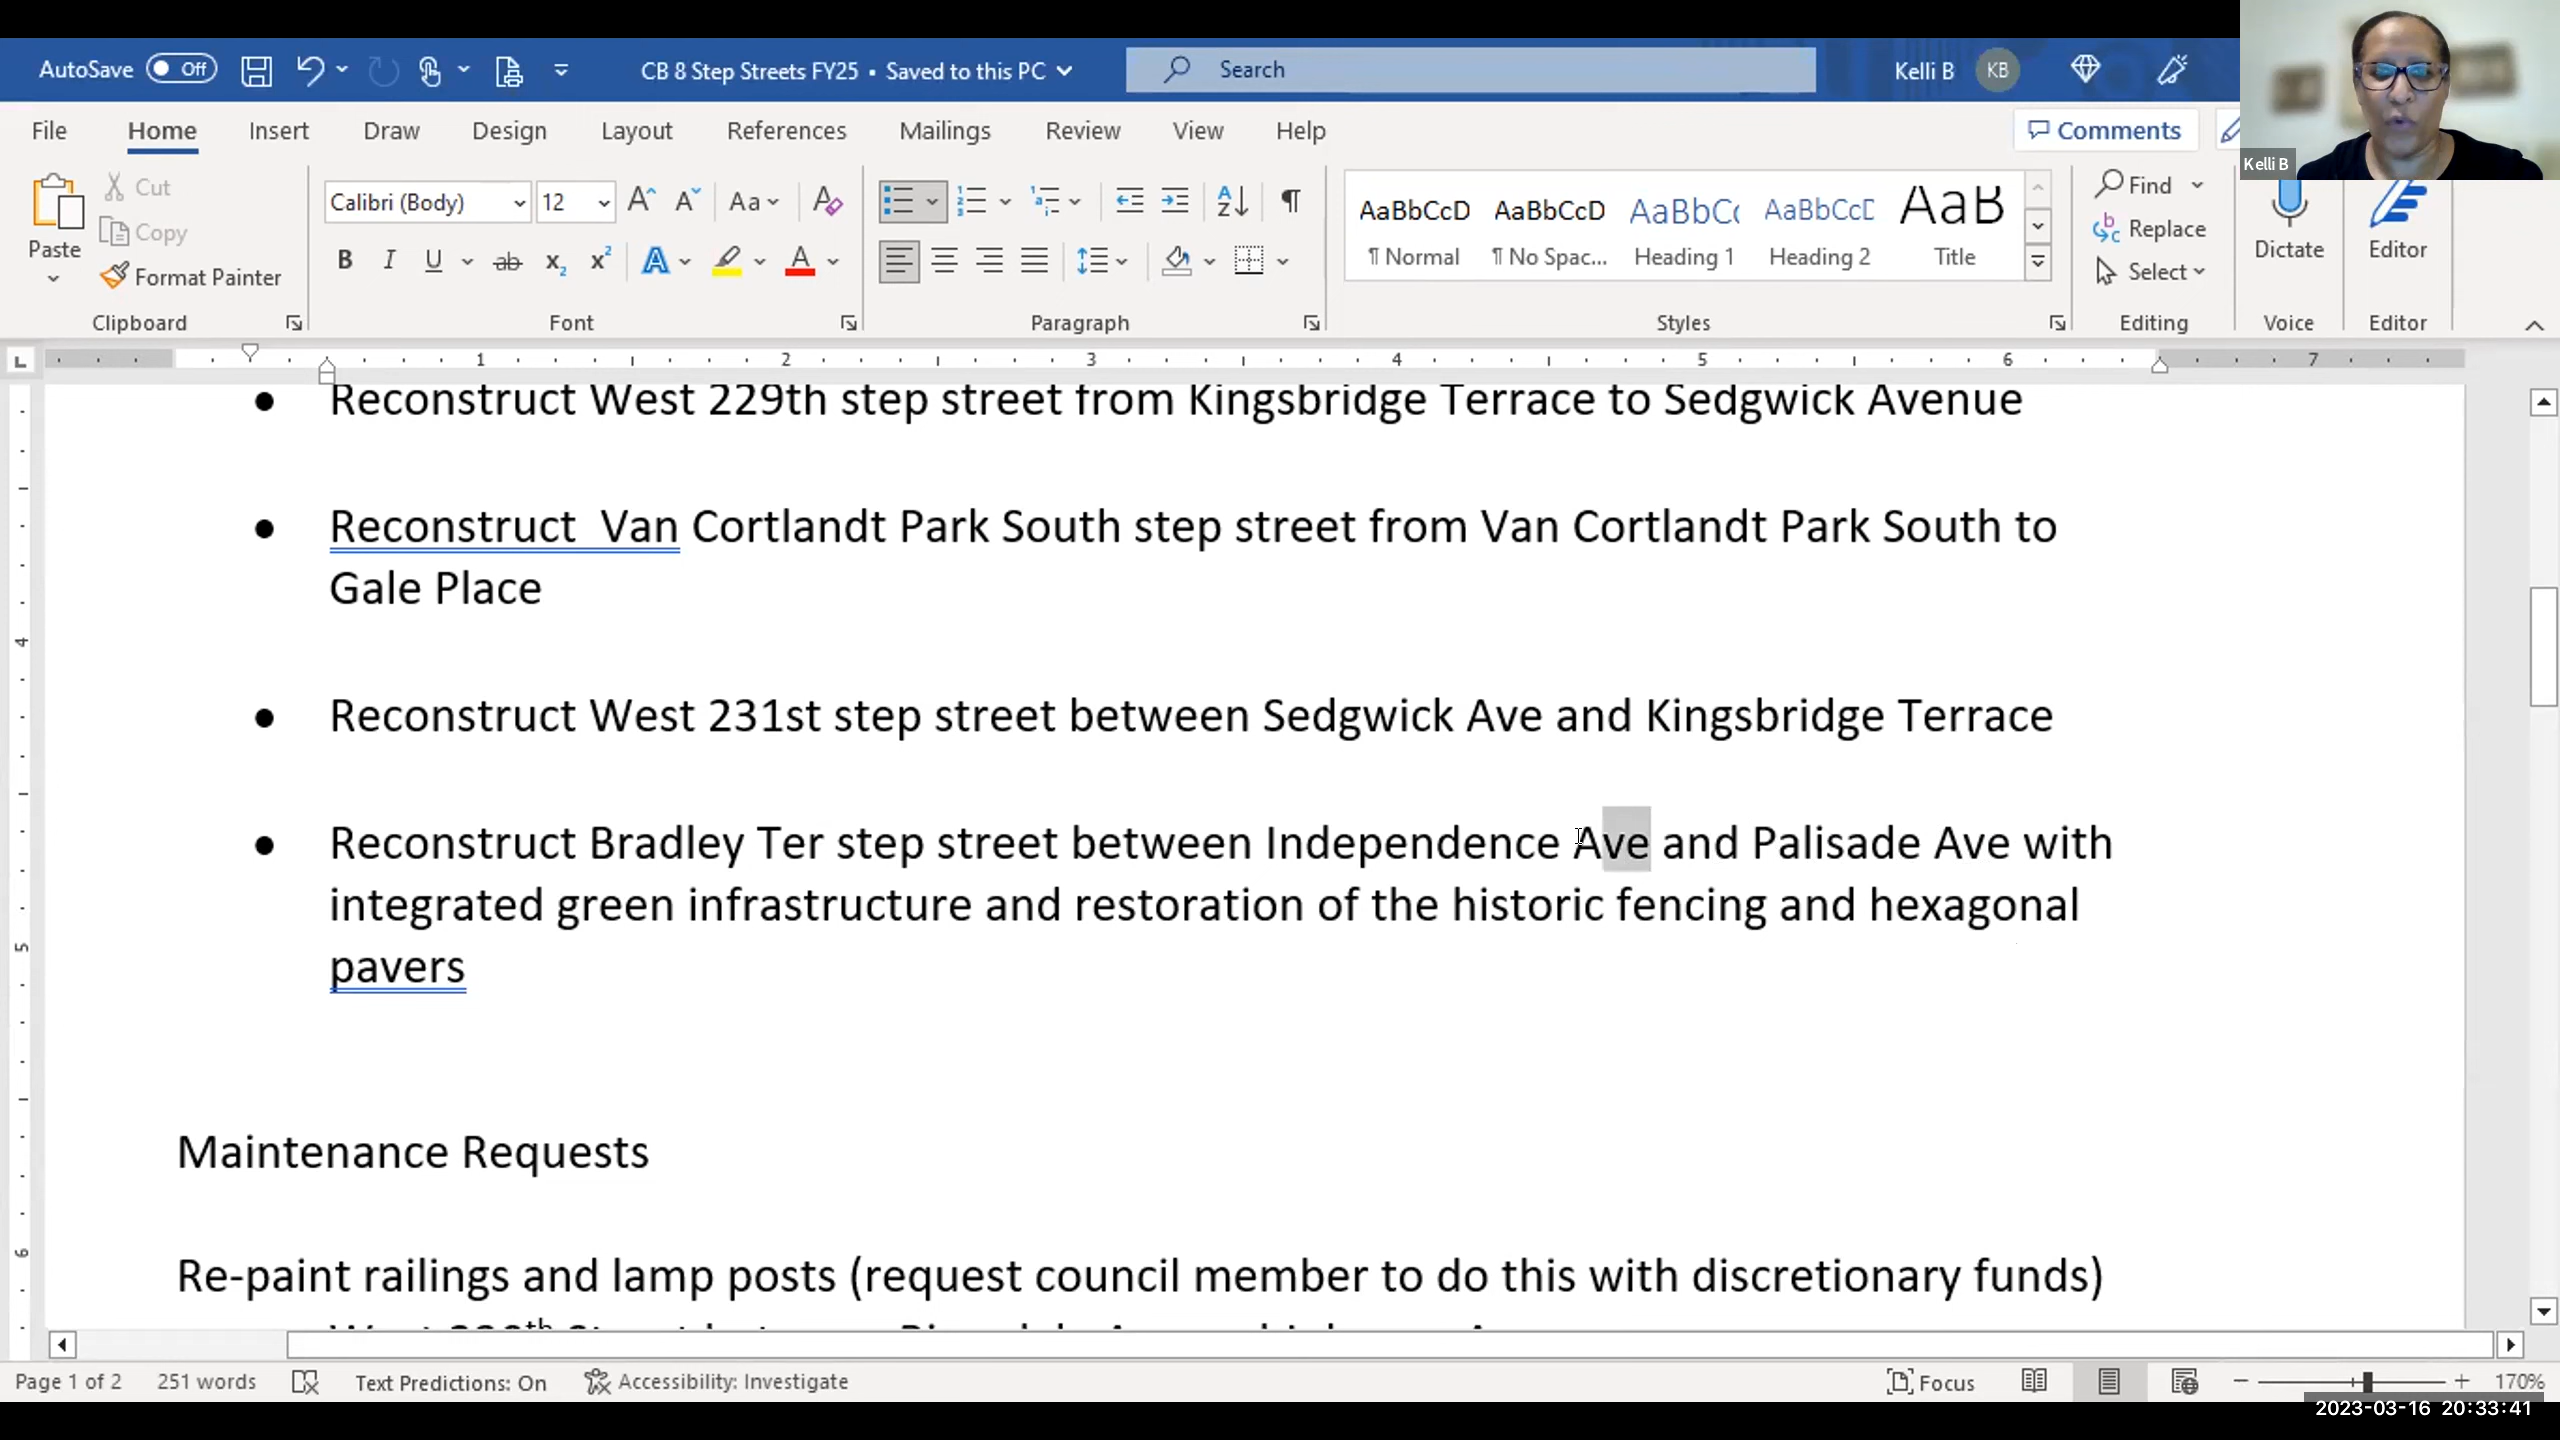 AutoSave Off CB 8 Step Streets FY25 • Saved to this PC Search Kelli B KB
File Home Insert Draw Design Layout References Mailings Review View Help Comments
Kelli B
Paste Cut Copy Format Painter
Calibri (Body) 12
AaBbCcD AaBbCcD AaBbCc AaBbCcD AaB
¶ Normal ¶ No Spac... Heading 1 Heading 2 Title
Find Replace Select
Dictate Editor
Clipboard Font Paragraph Styles Editing Voice Editor
1 2 3 4 5 6 7
● Reconstruct West 229th step street from Kingsbridge Terrace to Sedgwick Avenue
● Reconstruct  Van Cortlandt Park South step street from Van Cortlandt Park South to
Gale Place
● Reconstruct West 231st step street between Sedgwick Ave and Kingsbridge Terrace
● Reconstruct Bradley Ter step street between Independence Ave and Palisade Ave with
integrated green infrastructure and restoration of the historic fencing and hexagonal
pavers
Maintenance Requests
Re-paint railings and lamp posts (request council member to do this with discretionary funds)
Page 1 of 2 251 words Text Predictions: On Accessibility: Investigate Focus 170%
2023-03-16 20:33:41